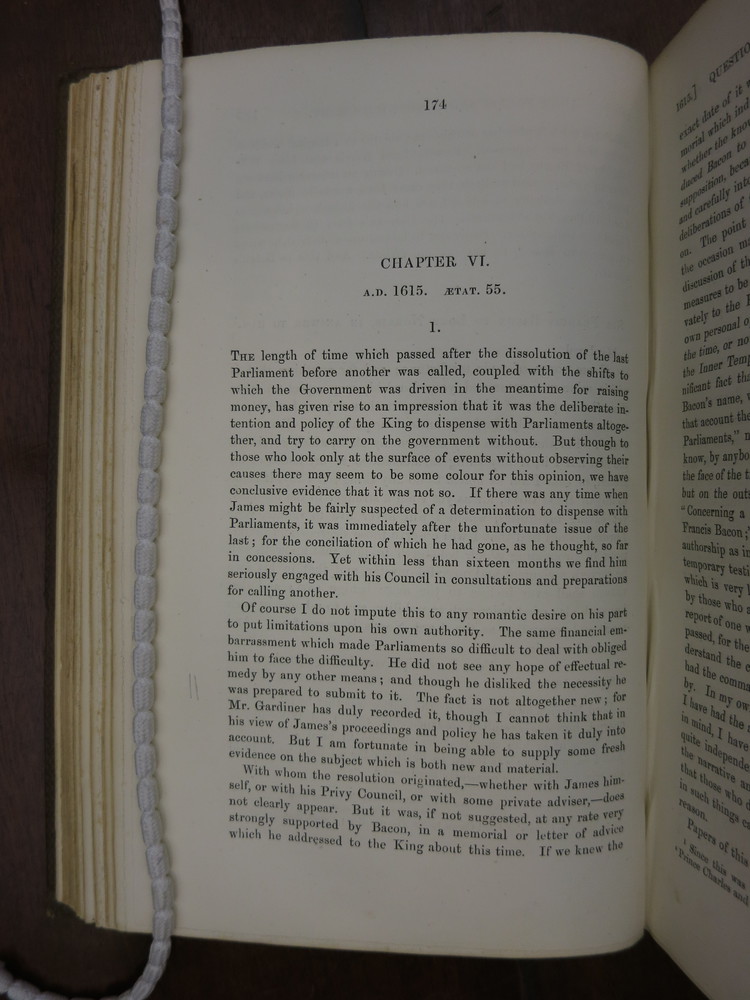 174
CHAPTER VI.
A.D. 1615. ÆTAT. 55.
1.
THE length of time which passed after the dissolution of the last
Parliament before another was called, coupled with the shifts to
which the Government was driven in the meantime for raising
money, has given rise to an impression that it was the deliberate in-
tention and policy of the King to dispense with Parliaments altoge-
ther, and try to carry on the government without. But though to
those who look only at the surface of events without observing their
causes there may seem to be some colour for this opinion, we have
conclusive evidence that it was not so. If there was any time when
James might be fairly suspected of a determination to dispense with
Parliaments, it was immediately after the unfortunate issue of the
last; for the conciliation of which he had gone, as he thought, so far
in concessions. Yet within less than sixteen months we find him
seriously engaged with his Council in consultations and preparations
for calling another.
Of course I do not impute this to any romantic desire on his part
to put limitations upon his own authority. The same financial em-
barrassment which made Parliaments so difficult to deal with obliged
him to face the difficulty. He did not see any hope of effectual re-
medy by any other means; and though he disliked the necessity he
was prepared to submit to it. The fact is not altogether new; for
Mr. Gardiner has duly recorded it, though I cannot think that in
his view of James's proceedings and policy he has taken it duly into
account. But I am fortunate in being able to supply some fresh
evidence on the subject which is both new and material.
With whom the resolution originated,—whether with James him-
self, or with his Privy Council, or with some private adviser,—does
not clearly appear. But it was, if not suggested, at any rate very
strongly supported by Bacon, in a memorial or letter of advice
which he addressed to the King about this time. If we knew the
1615.] QUESTIO
exact date of it
morial which ind
whether the know
duced Bacon to
supposition, beca
and carefully inte
deliberations of
on. The point
the occasion m
discussion of th
measures to be
vately to the
own personal o
the time, or no
the Inner Temp
nificant fact tha
Bacon's name,
that account the
Parliaments,"
know, by anybo
the face of the t
but on the outs
"Concerning a
Francis Bacon;
authorship as in
temporary testi
which is very
by those who
report of one w
passed, for the
derstand the c
had the comma
by. In my ow
I have had the
in mind, I have
quite independe
the narrative an
that those who d
in such things c
reason.
Papers of this
1 Since this was
'Prince Charles and